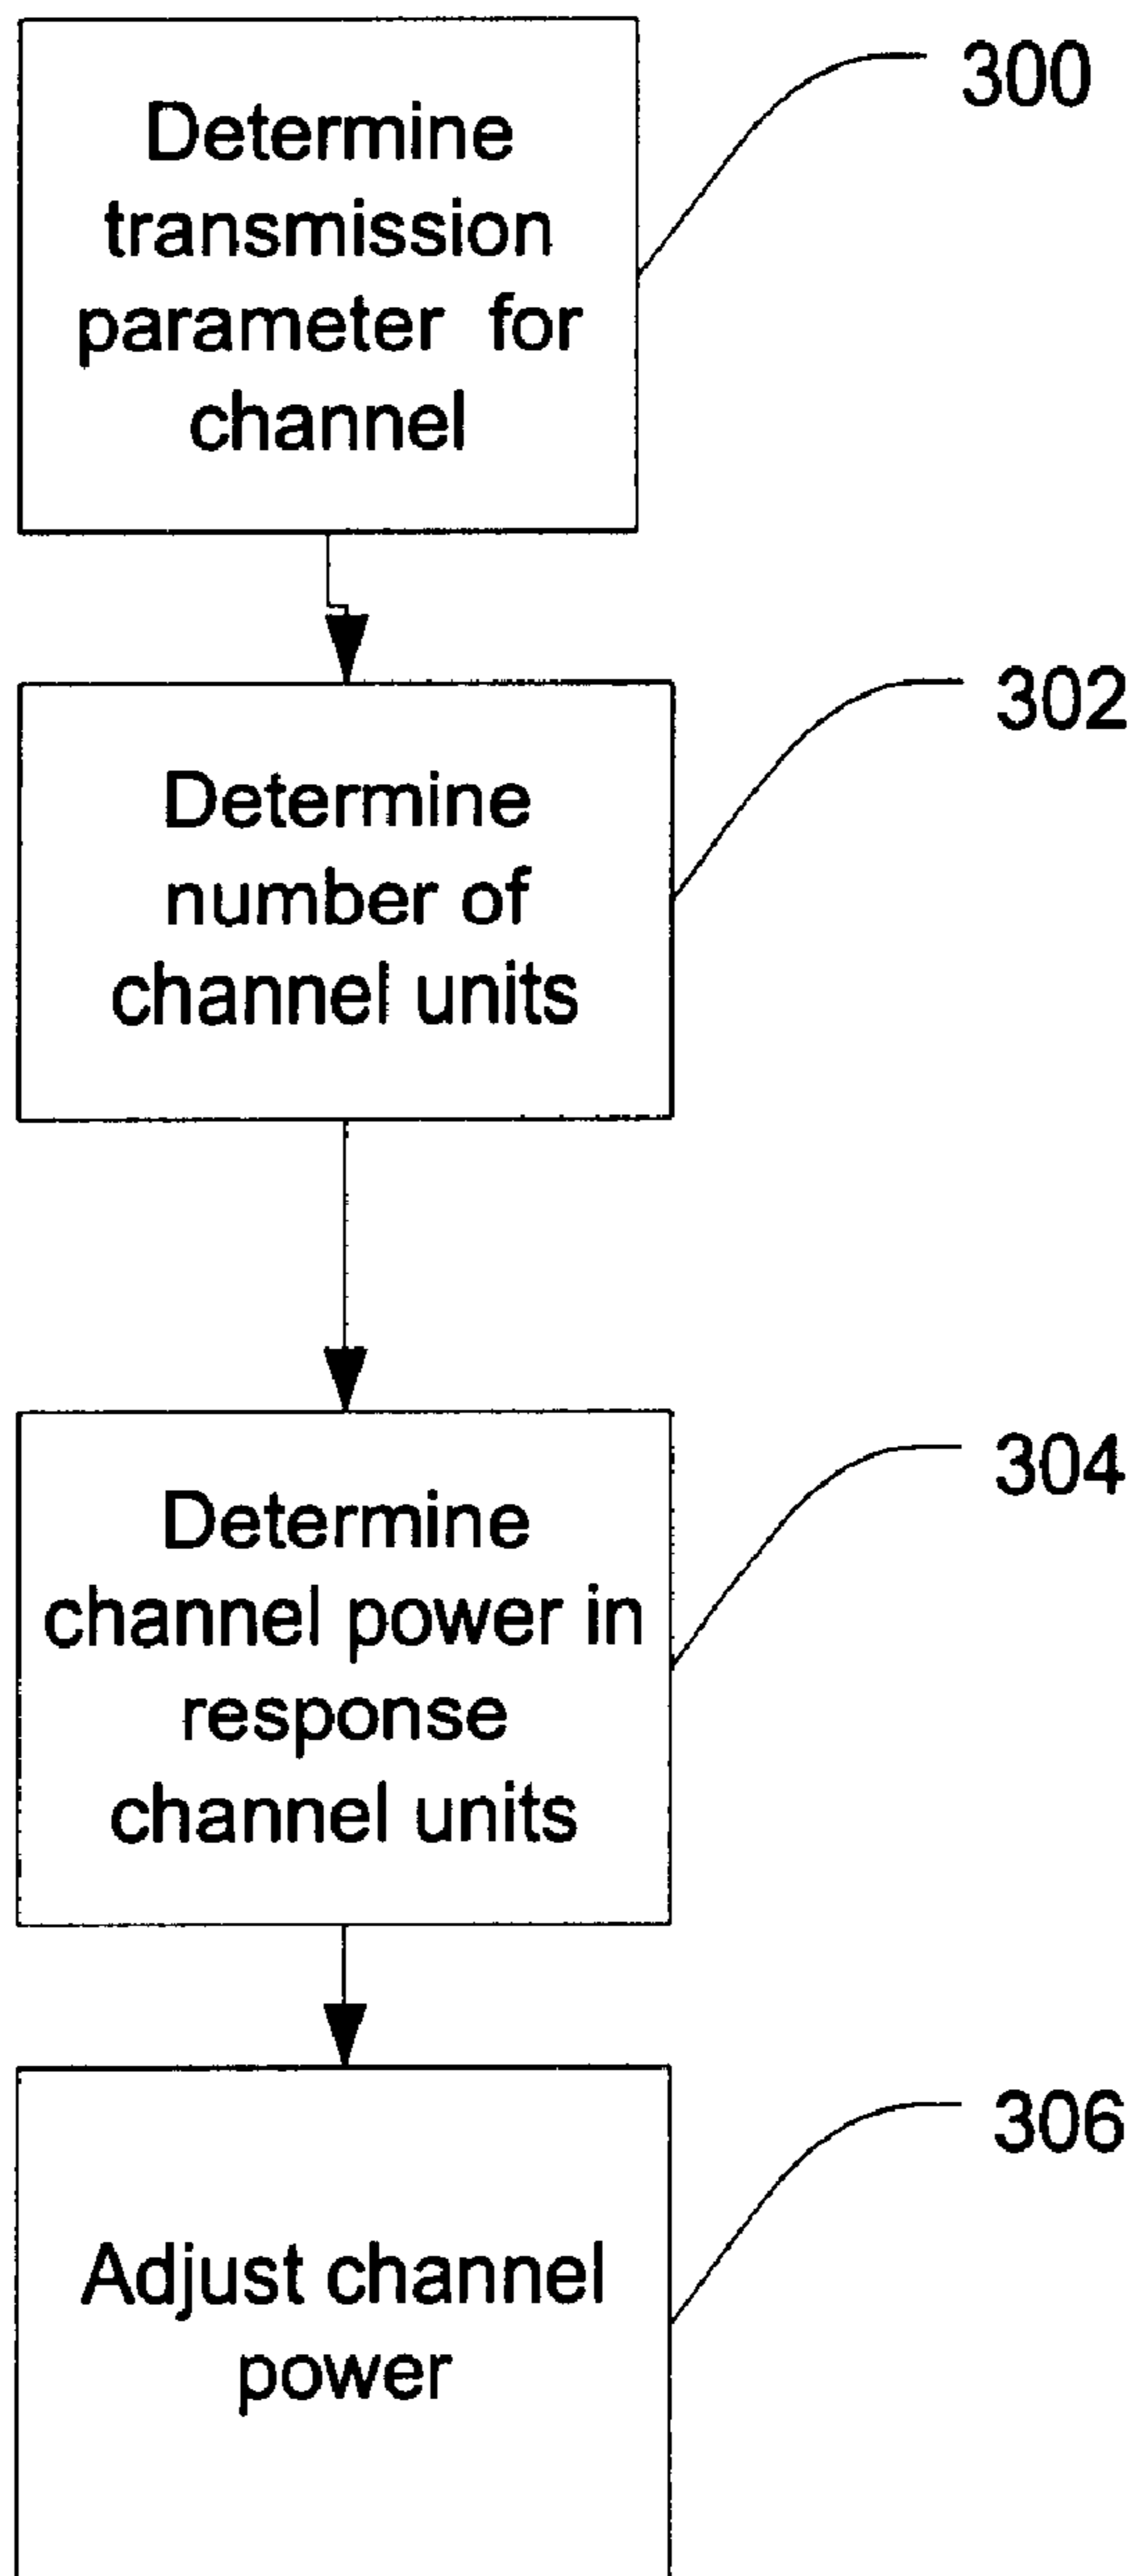 Determine
transmission
parameter for
channel
300
Determine
number of
channel units
302
Determine
channel power in
response
channel units
304
Adjust channel
power
306